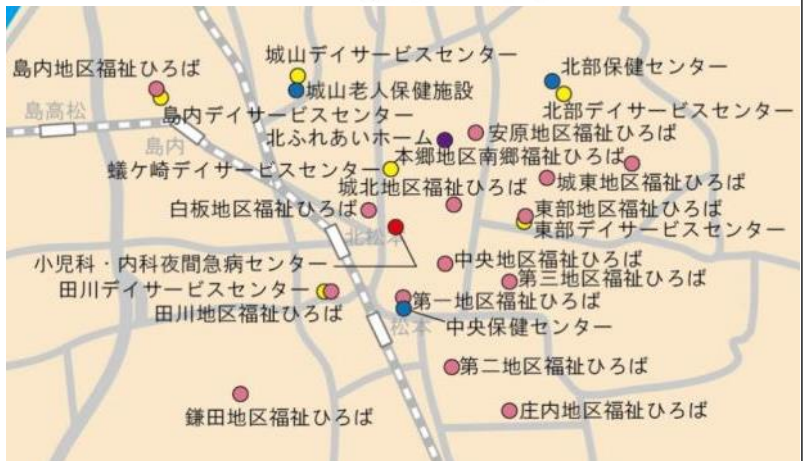 城山デイサービスセンター
島内地区福祉ひろば
北部保健センター
城山老人保健施設
島高松
島内デイサービスセンター
北部デイサービスセンター
北ふれあいホーム
安原地区福祉ひろば
島内
本郷地区南郷福祉ひろば
蟻ケ崎デイサービスセンター
城北地区福祉ひろば
城東地区福祉ひろば
白板地区福祉ひろば
東部地区福祉ひろば
東部デイサービスセンター
北松本
小児科・内科夜間急病センター
中央地区福祉ひろば
第三地区福祉ひろば
田川デイサービスセンター
第一地区福祉ひろば
田川地区福祉ひろば
松本
中央保健センター
第二地区福祉ひろば
鎌田地区福祉ひろば
庄内地区福祉ひろば